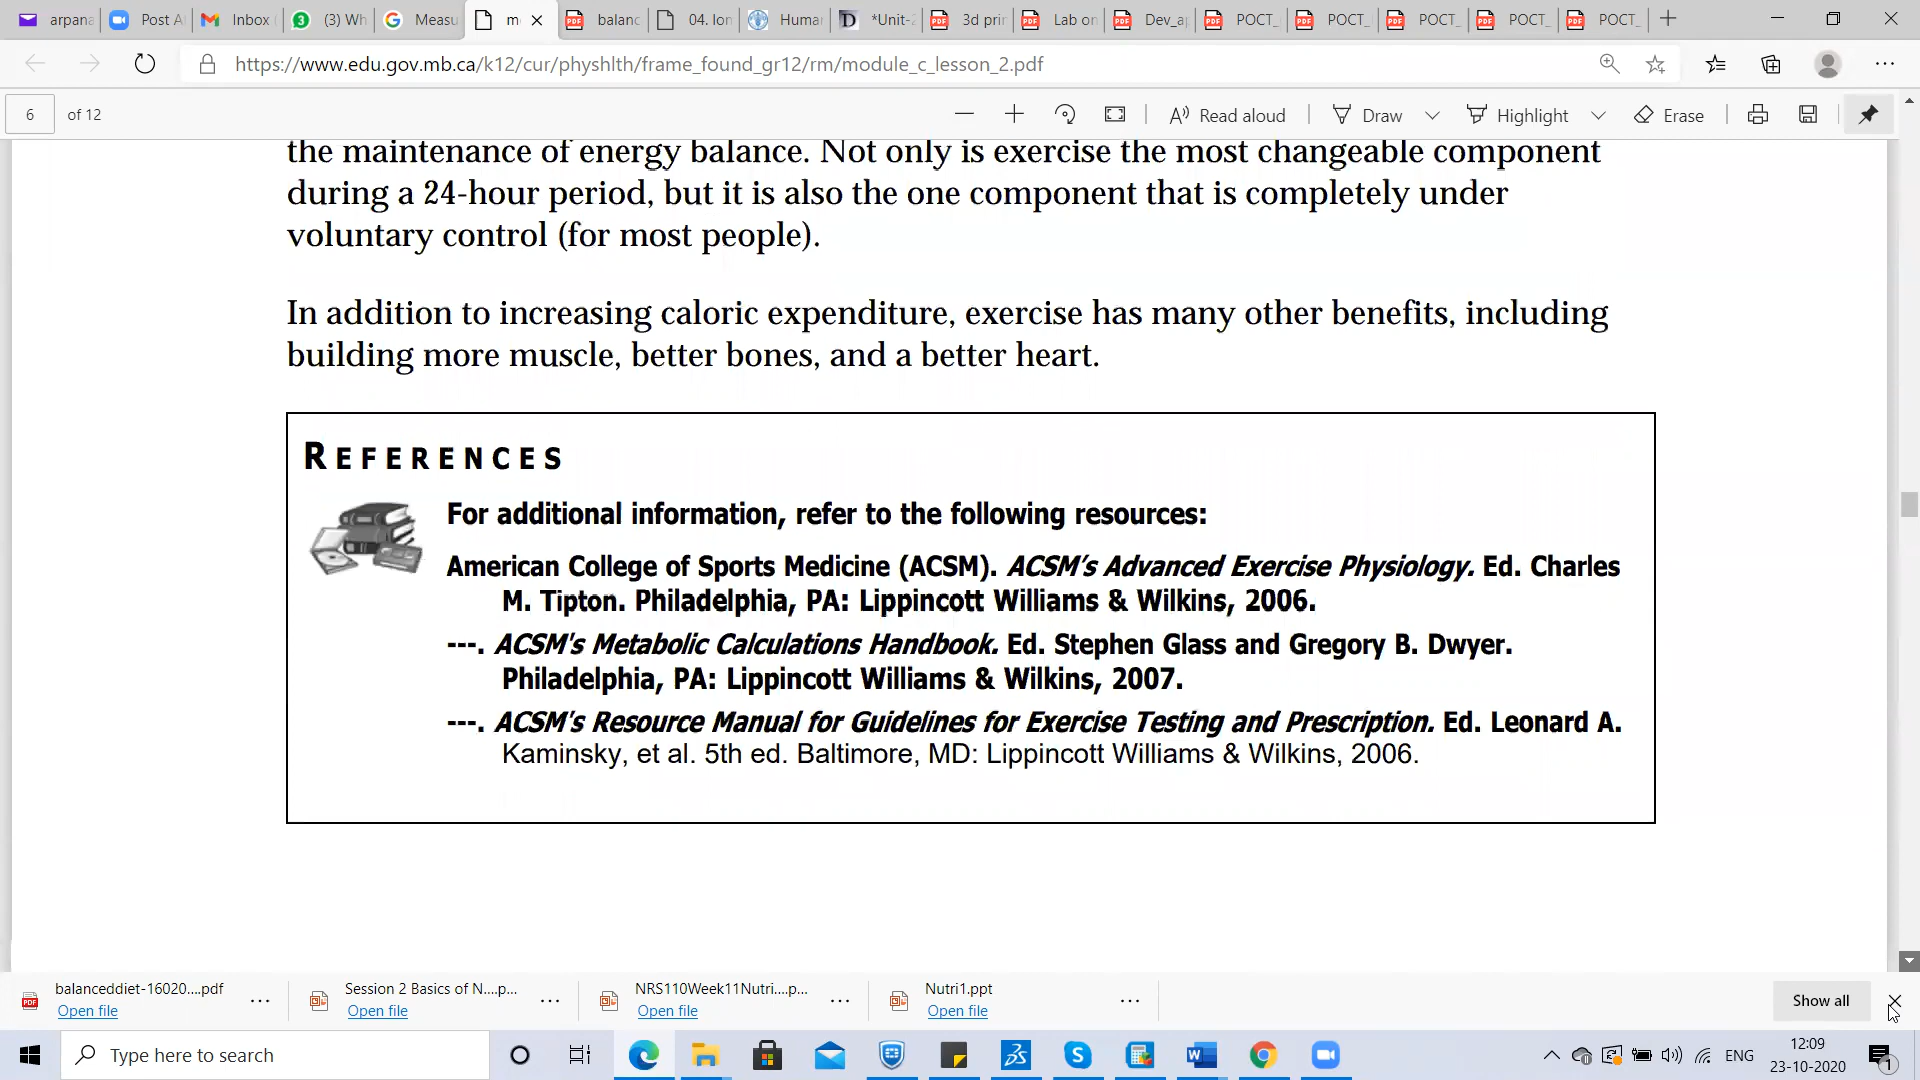 arpana
Post A
Inbox (
(3) Wh
Measu
m
balanc
04. Ion
Human
*Unit-2
3d prin
Lab on
Dev_ap
POCT_
POCT_
POCT_
POCT_
POCT_
https://www.edu.gov.mb.ca/k12/cur/physhlth/frame_found_gr12/rm/module_c_lesson_2.pdf
6 of 12
Read aloud
Draw
Highlight
Erase
the maintenance of energy balance. Not only is exercise the most changeable component
during a 24-hour period, but it is also the one component that is completely under
voluntary control (for most people).
In addition to increasing caloric expenditure, exercise has many other benefits, including
building more muscle, better bones, and a better heart.
REFERENCES
For additional information, refer to the following resources:
American College of Sports Medicine (ACSM). ACSM's Advanced Exercise Physiology. Ed. Charles
M. Tipton. Philadelphia, PA: Lippincott Williams & Wilkins, 2006.
---. ACSM's Metabolic Calculations Handbook. Ed. Stephen Glass and Gregory B. Dwyer.
Philadelphia, PA: Lippincott Williams & Wilkins, 2007.
---. ACSM's Resource Manual for Guidelines for Exercise Testing and Prescription. Ed. Leonard A.
Kaminsky, et al. 5th ed. Baltimore, MD: Lippincott Williams & Wilkins, 2006.
balanceddiet-16020....pdf
Open file
Session 2 Basics of N....p...
Open file
NRS110Week11Nutri....p...
Open file
Nutri1.ppt
Open file
Show all
Type here to search
ENG
12:09
23-10-2020
1